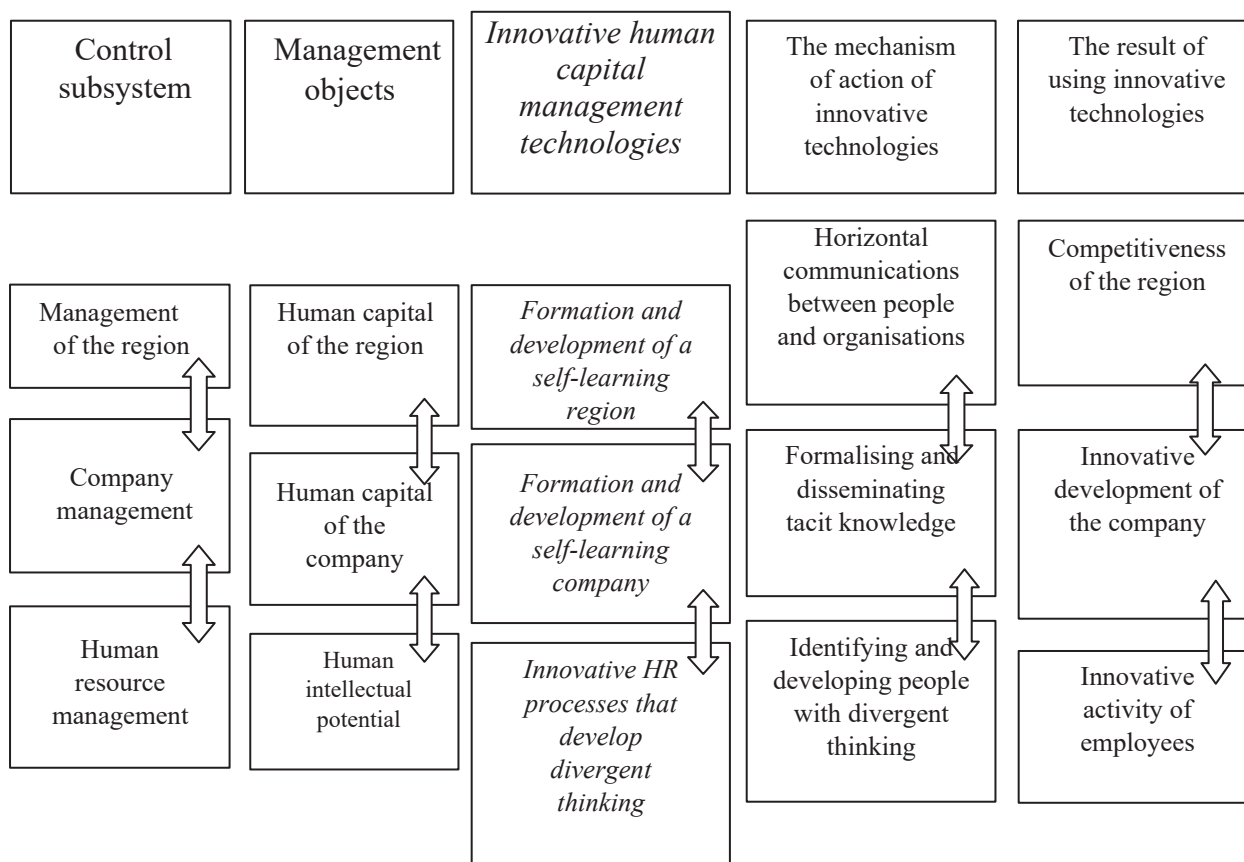 Control
subsystem
Management
objects
Innovative human
capital
management
technologies
The mechanism
of action of
innovative
technologies
The result of
using innovative
technologies
Management
of the region
Human capital
of the region
Formation and
development of a
self-learning
region
Horizontal
communications
between people
and organisations
Competitiveness
of the region
Company
management
Human capital
of the
company
Formation and
development of a
self-learning
company
Formalising and
disseminating
tacit knowledge
Innovative
development of
the company
Human
resource
management
Human
intellectual
potential
Innovative HR
processes that
develop
divergent
thinking
Identifying and
developing people
with divergent
thinking
Innovative
activity of
employees